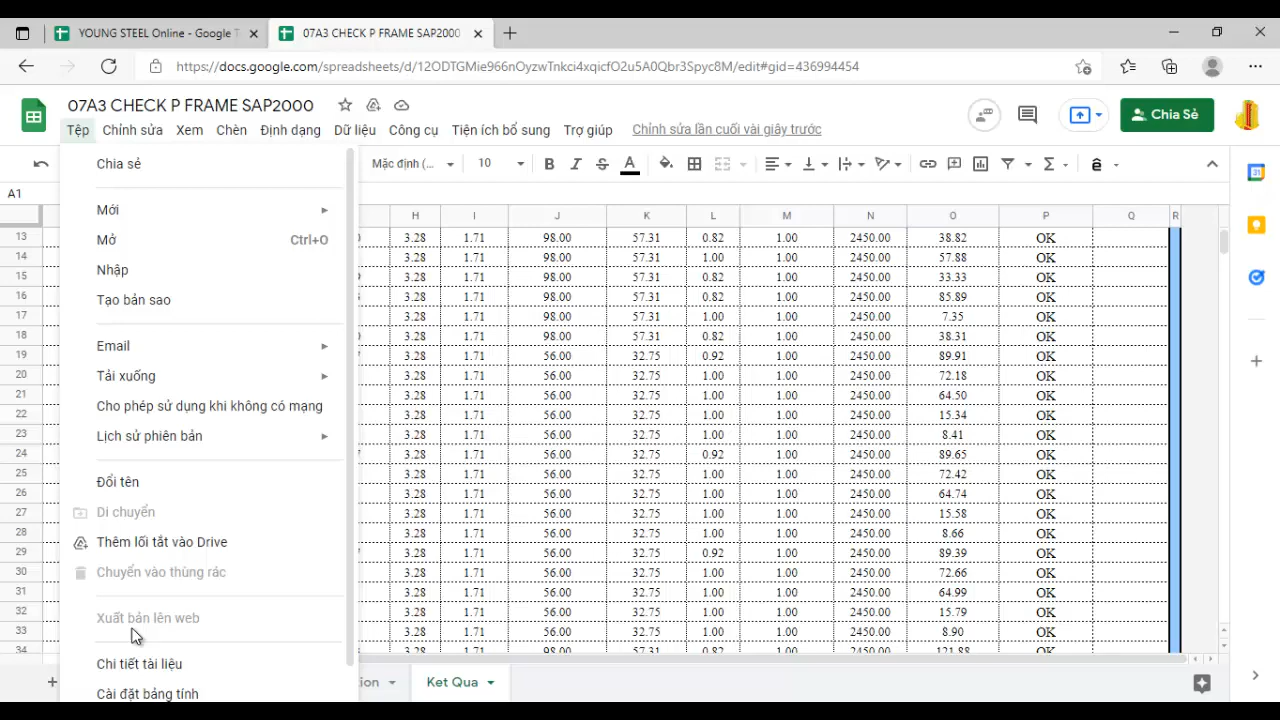 YOUNG STEEL Online - Google T
07A3 CHECK P FRAME SAP2000
https://docs.google.com/spreadsheets/d/12ODTGMie966nOyzwTnkci4xqicfO2u5A0Qbr3Spyc8M/edit#gid=436994454
07A3 CHECK P FRAME SAP2000
Chia Sẻ
Tệp Chỉnh sửa Xem Chèn Định dạng Dữ liệu Công cụ Tiện ích bổ sung Trợ giúp Chỉnh sửa lần cuối vài giây trước
Mặc định (... 10 B I S A
A1
Chia sẻ
Mới
Mở Ctrl+O
Nhập
Tạo bản sao
Email
Tải xuống
Cho phép sử dụng khi không có mạng
Lịch sử phiên bản
Đổi tên
Di chuyển
Thêm lối tắt vào Drive
Chuyển vào thùng rác
Xuất bản lên web
Chi tiết tài liệu
Cài đặt bảng tính
H I J K L M N O P Q R
13 3.28 1.71 98.00 57.31 0.82 1.00 2450.00 38.82 OK
14 3.28 1.71 98.00 57.31 1.00 1.00 2450.00 57.88 OK
15 3.28 1.71 98.00 57.31 0.82 1.00 2450.00 33.33 OK
16 3.28 1.71 98.00 57.31 0.82 1.00 2450.00 85.89 OK
17 3.28 1.71 98.00 57.31 1.00 1.00 2450.00 7.35 OK
18 3.28 1.71 98.00 57.31 0.82 1.00 2450.00 38.31 OK
19 3.28 1.71 56.00 32.75 0.92 1.00 2450.00 89.91 OK
20 3.28 1.71 56.00 32.75 1.00 1.00 2450.00 72.18 OK
21 3.28 1.71 56.00 32.75 1.00 1.00 2450.00 64.50 OK
22 3.28 1.71 56.00 32.75 1.00 1.00 2450.00 15.34 OK
23 3.28 1.71 56.00 32.75 1.00 1.00 2450.00 8.41 OK
24 3.28 1.71 56.00 32.75 0.92 1.00 2450.00 89.65 OK
25 3.28 1.71 56.00 32.75 1.00 1.00 2450.00 72.42 OK
26 3.28 1.71 56.00 32.75 1.00 1.00 2450.00 64.74 OK
27 3.28 1.71 56.00 32.75 1.00 1.00 2450.00 15.58 OK
28 3.28 1.71 56.00 32.75 1.00 1.00 2450.00 8.66 OK
29 3.28 1.71 56.00 32.75 0.92 1.00 2450.00 89.39 OK
30 3.28 1.71 56.00 32.75 1.00 1.00 2450.00 72.66 OK
31 3.28 1.71 56.00 32.75 1.00 1.00 2450.00 64.99 OK
32 3.28 1.71 56.00 32.75 1.00 1.00 2450.00 15.79 OK
33 3.28 1.71 56.00 32.75 1.00 1.00 2450.00 8.90 OK
34 3.28 1.71 98.00 57.31 0.82 1.00 2450.00 121.88 OK
Ket Qua